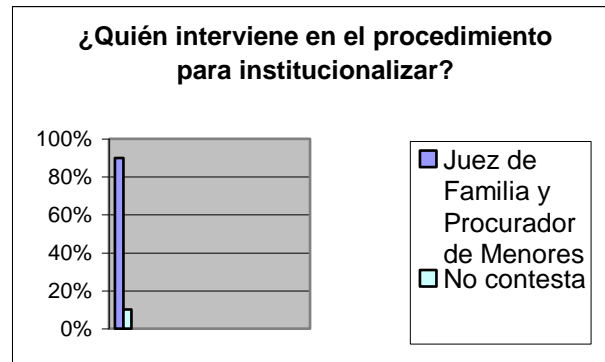 ¿Quién interviene en el procedimiento
para institucionalizar?
100%
80%
60%
40%
20%
0%
Juez de
Familia y
Procurador
de Menores
No contesta